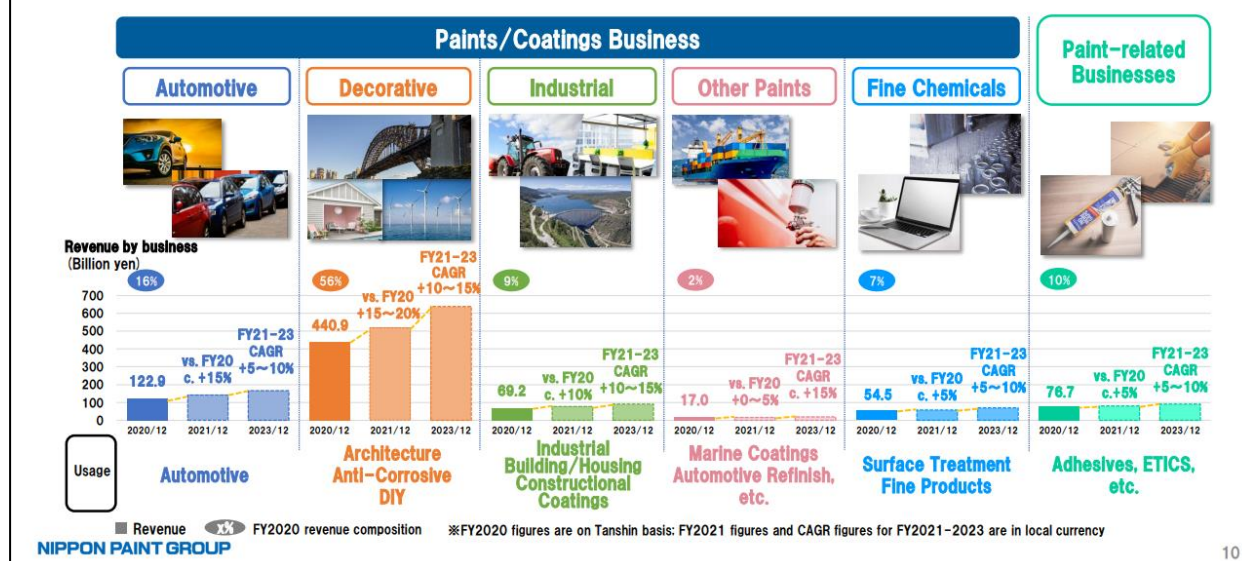 Paints/Coatings Business
Paint-related
Businesses
Automotive
Decorative
Industrial
Other Paints
Fine Chemicals
Revenue by business
(Billion yen)
16%
56%
9%
2%
7%
10%
700
600
500
400
300
200
100
0
122.9
vs. FY20
c. +15%
FY21-23
CAGR
+5~10%
2020/12 2021/12 2023/12
440.9
vs. FY20
+15~20%
FY21-23
CAGR
+10~15%
2020/12 2021/12 2023/12
69.2
vs. FY20
c. +10%
FY21-23
CAGR
+10~15%
2020/12 2021/12 2023/12
17.0
vs. FY20
+0~5%
FY21-23
CAGR
c. +15%
2020/12 2021/12 2023/12
54.5
vs. FY20
c. +5%
FY21-23
CAGR
+5~10%
2020/12 2021/12 2023/12
76.7
vs. FY20
c.+5%
FY21-23
CAGR
+5~10%
2020/12 2021/12 2023/12
Usage
Automotive
Architecture
Anti-Corrosive
DIY
Industrial
Building/Housing
Constructional
Coatings
Marine Coatings
Automotive Refinish,
etc.
Surface Treatment
Fine Products
Adhesives, ETICS,
etc.
Revenue x% FY2020 revenue composition ※FY2020 figures are on Tanshin basis; FY2021 figures and CAGR figures for FY2021-2023 are in local currency
NIPPON PAINT GROUP
10